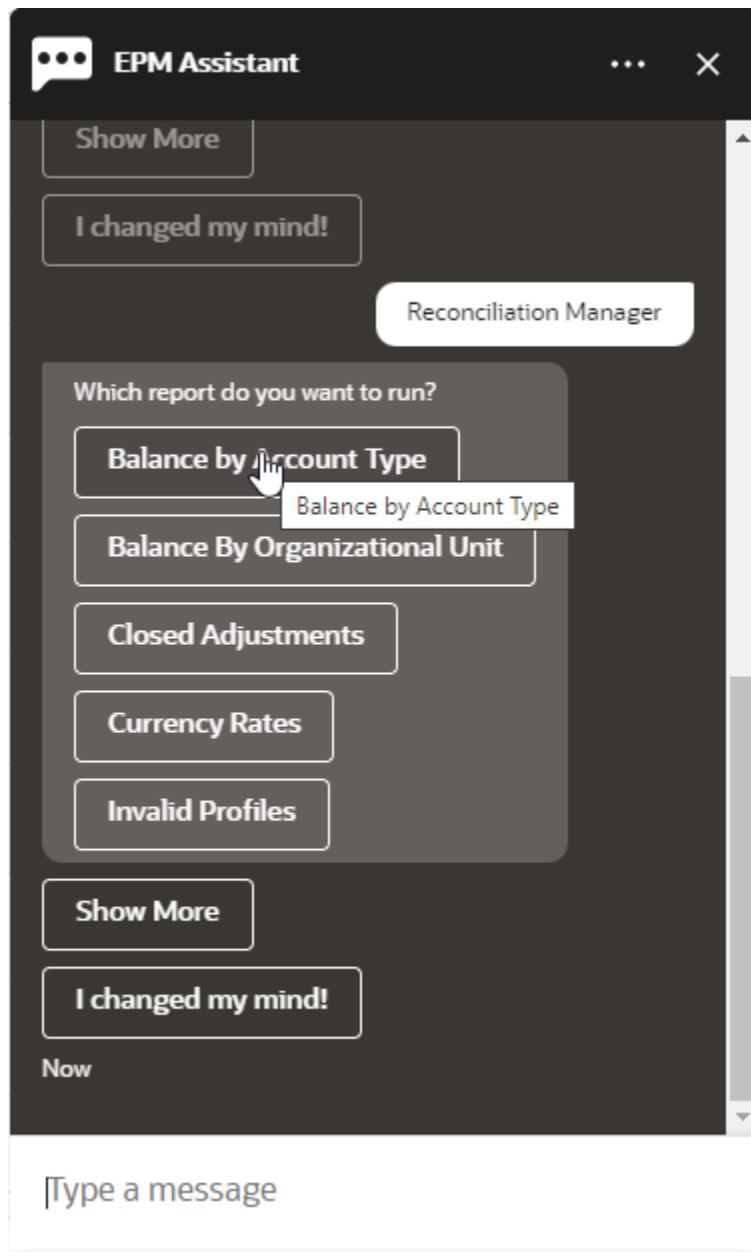 EPM Assistant
Show More
I changed my mind!
Reconciliation Manager
Which report do you want to run?
Balance by Account Type
Balance by Account Type
Balance By Organizational Unit
Closed Adjustments
Currency Rates
Invalid Profiles
Show More
I changed my mind!
Now
Type a message